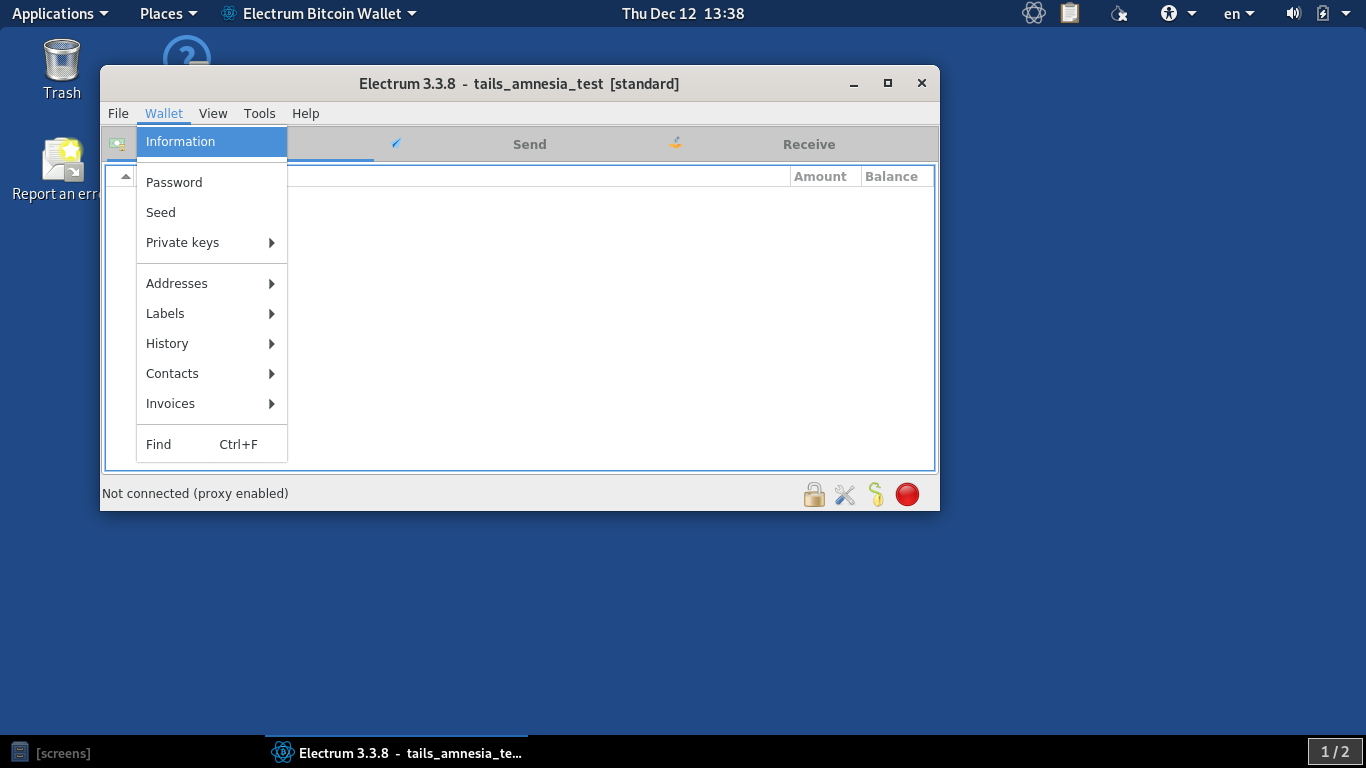 Applications Places Electrum Bitcoin Wallet Thu Dec 12 13:38 en
Trash
Report an erro
Electrum 3.3.8 - tails_amnesia_test [standard]
File Wallet View Tools Help
Send Receive
Amount Balance
Information
Password
Seed
Private keys
Addresses
Labels
History
Contacts
Invoices
Find Ctrl+F
Not connected (proxy enabled)
[screens] Electrum 3.3.8 - tails_amnesia_te... 1 / 2